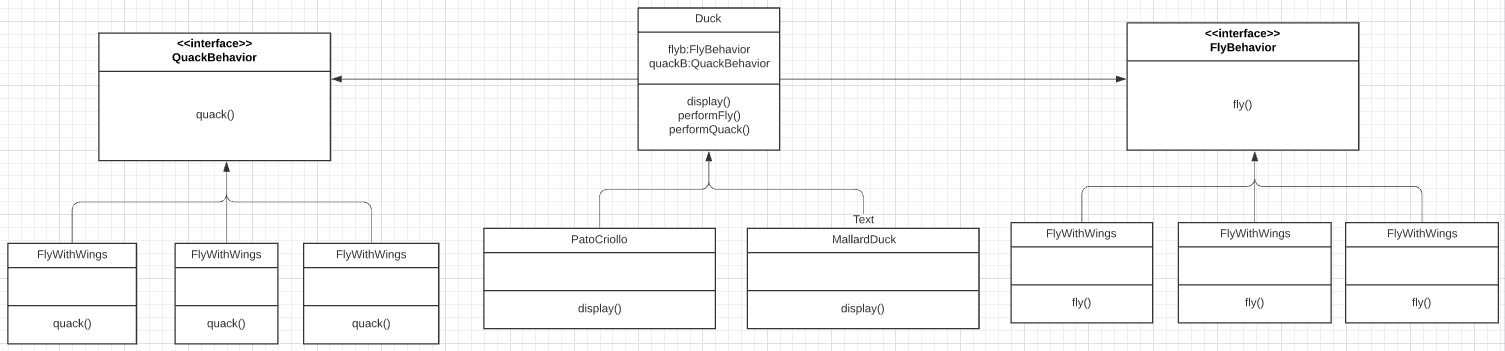 <<interface>>
QuackBehavior
quack()
FlyWithWings
quack()
FlyWithWings
quack()
FlyWithWings
quack()
Duck
flyb:FlyBehavior
quackB:QuackBehavior
display()
performFly()
performQuack()
Text
PatoCriollo
display()
MallardDuck
display()
<<interface>>
FlyBehavior
fly()
FlyWithWings
fly()
FlyWithWings
fly()
FlyWithWings
fly()